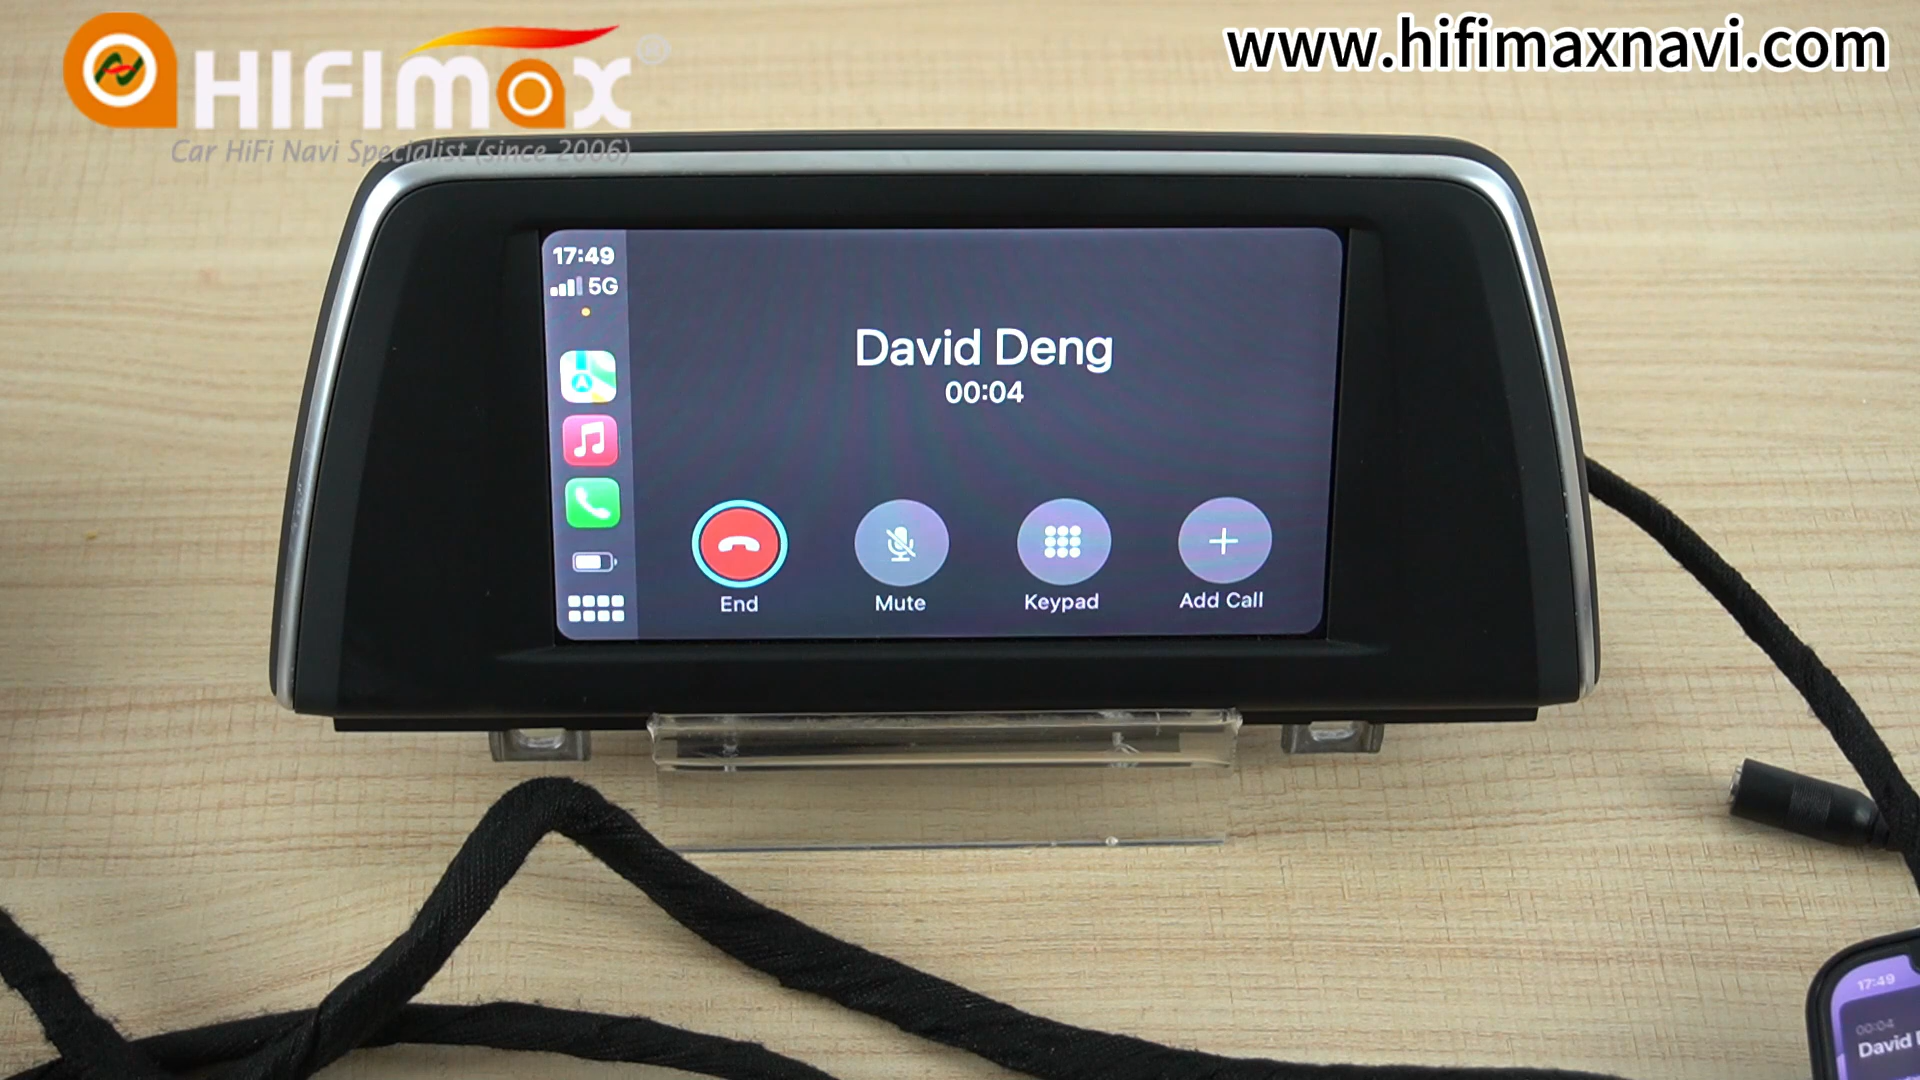 HIFIMAX®
Car HiFi Navi Specialist (since 2006)
www.hifimaxnavi.com
17:49
5G
David Deng
00:04
End
Mute
Keypad
Add Call
17:49
00:04
David